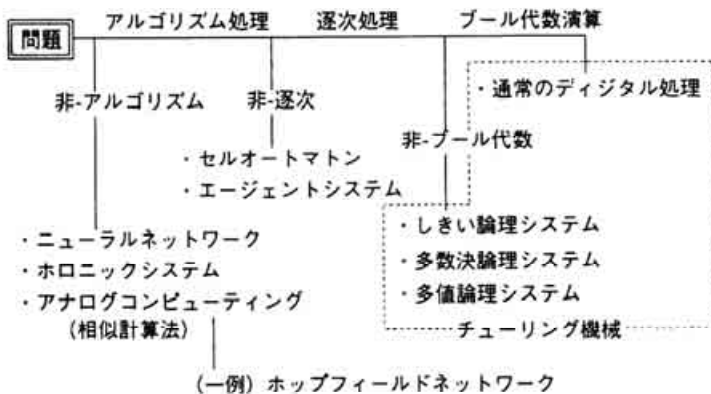 問題
アルゴリズム処理
逐次処理
ブール代数演算
非-アルゴリズム
非-逐次
・通常のディジタル処理
非-ブール代数
・セルオートマトン
・エージェントシステム
・ニューラルネットワーク
・ホロニックシステム
・アナログコンピューティング
(相似計算法)
・しきい論理システム
・多数決論理システム
・多値論理システム
チューリング機械
(一例) ホップフィールドネットワーク